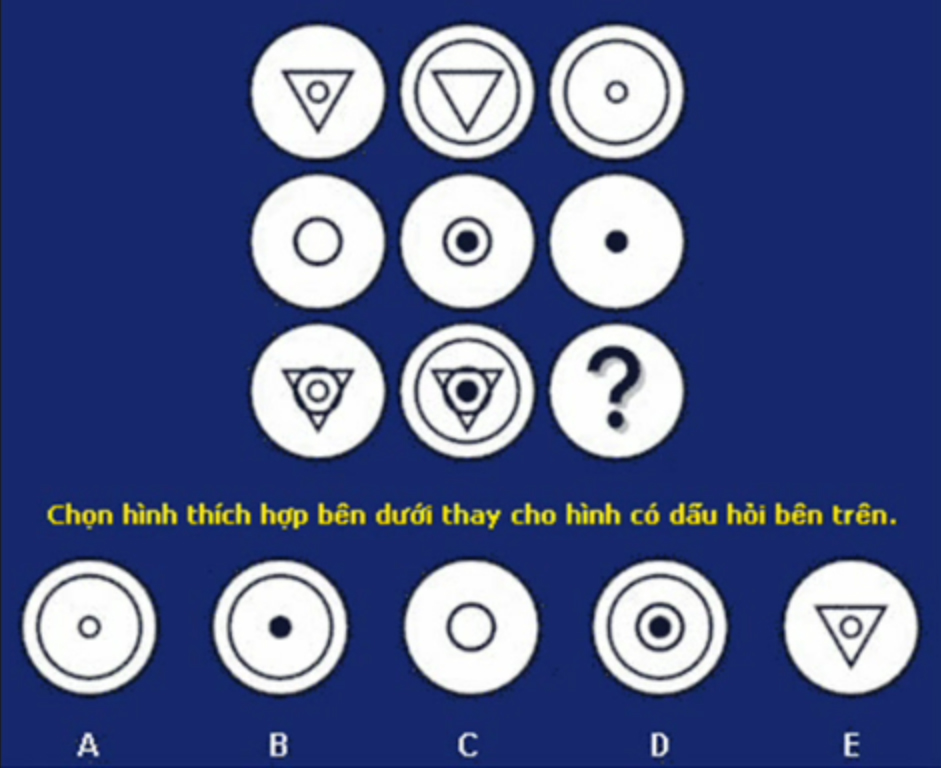 ?
Chọn hình thích hợp bên dưới thay cho hình có dấu hỏi bên trên.
A B C D E